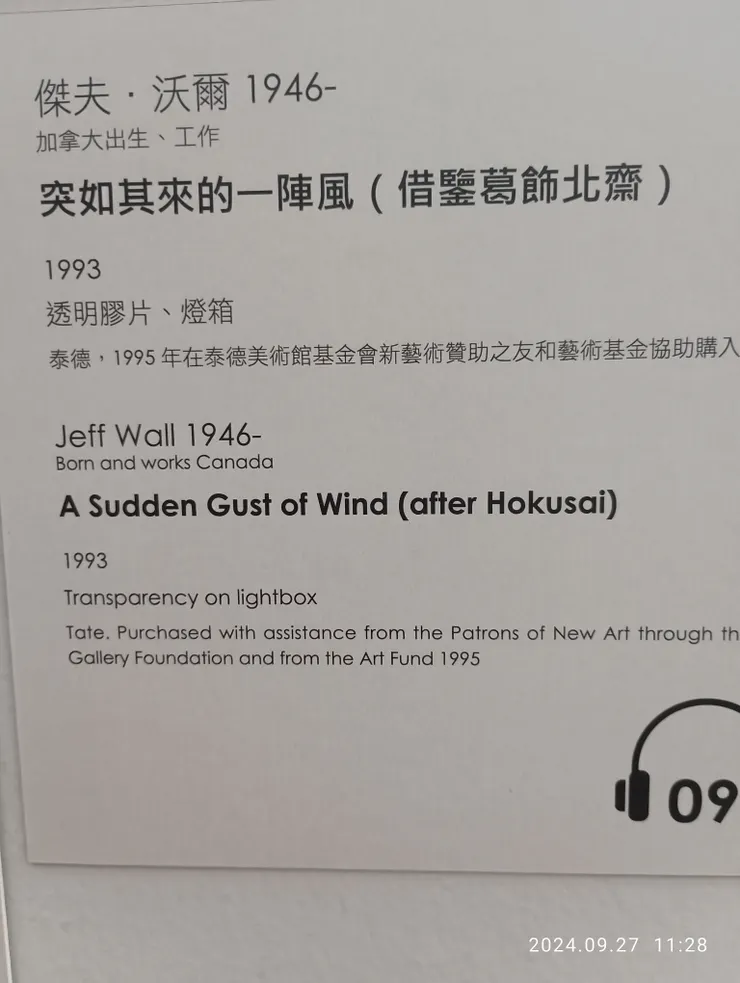 傑夫・沃爾 1946-
加拿大出生、工作
突如其來的一陣風（借鑒葛飾北齋）
1993
透明膠片、燈箱
泰德，1995 年在泰德美術館基金會新藝術贊助之友和藝術基金協助購入
Jeff Wall 1946-
Born and works Canada
A Sudden Gust of Wind (after Hokusai)
1993
Transparency on lightbox
Tate. Purchased with assistance from the Patrons of New Art through th
Gallery Foundation and from the Art Fund 1995
09
2024.09.27 11:28